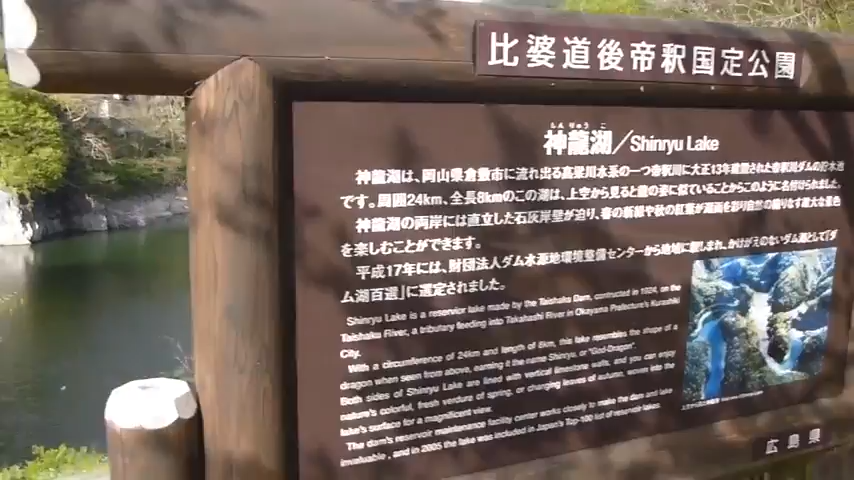 比婆道後帝釈国定公園
しんりゅうこ
神龍湖／Shinryu Lake
神龍湖は、岡山県倉敷市に流れ出る高梁川水系の一つ帝釈川に大正13年建設された帝釈川ダムの貯水池
です。周囲24km、全長8kmのこの湖は、上空から見ると龍の姿に似ていることからこのように名付けられました。
神龍湖の両岸には直立した石灰岸壁が迫り、春の新緑や秋の紅葉が湖面を彩り自然の織りなす雄大な景色
を楽しむことができます。
平成17年には、財団法人ダム水源地環境整備センターから地域に親しまれ、かけがえのないダム湖として「ダ
ム湖百選」に選定されました。
Shinryu Lake is a reservior lake made by the Taishaku Dam, contructed in 1924, on the
Taishaku River, a tributary feeding into Takahashi River in Okayama Prefecture's Kurashiki
City.
With a circumference of 24km and length of 8km, this lake resembles the shape of a
dragon when seen from above, earning it the name Shinryu, or "God-Dragon".
Both sides of Shinryu Lake are lined with vertical limestone walls, and you can enjoy
nature's colorful, fresh verdure of spring, or changing leaves of autumn, woven into the
lake's surface for a magnificent view.
The dam's reservoir maintenance facility center works closely to make the dam and lake
invaluable, and in 2005 the lake was included in Japan's Top-100 list of reservoir lakes.
広島県